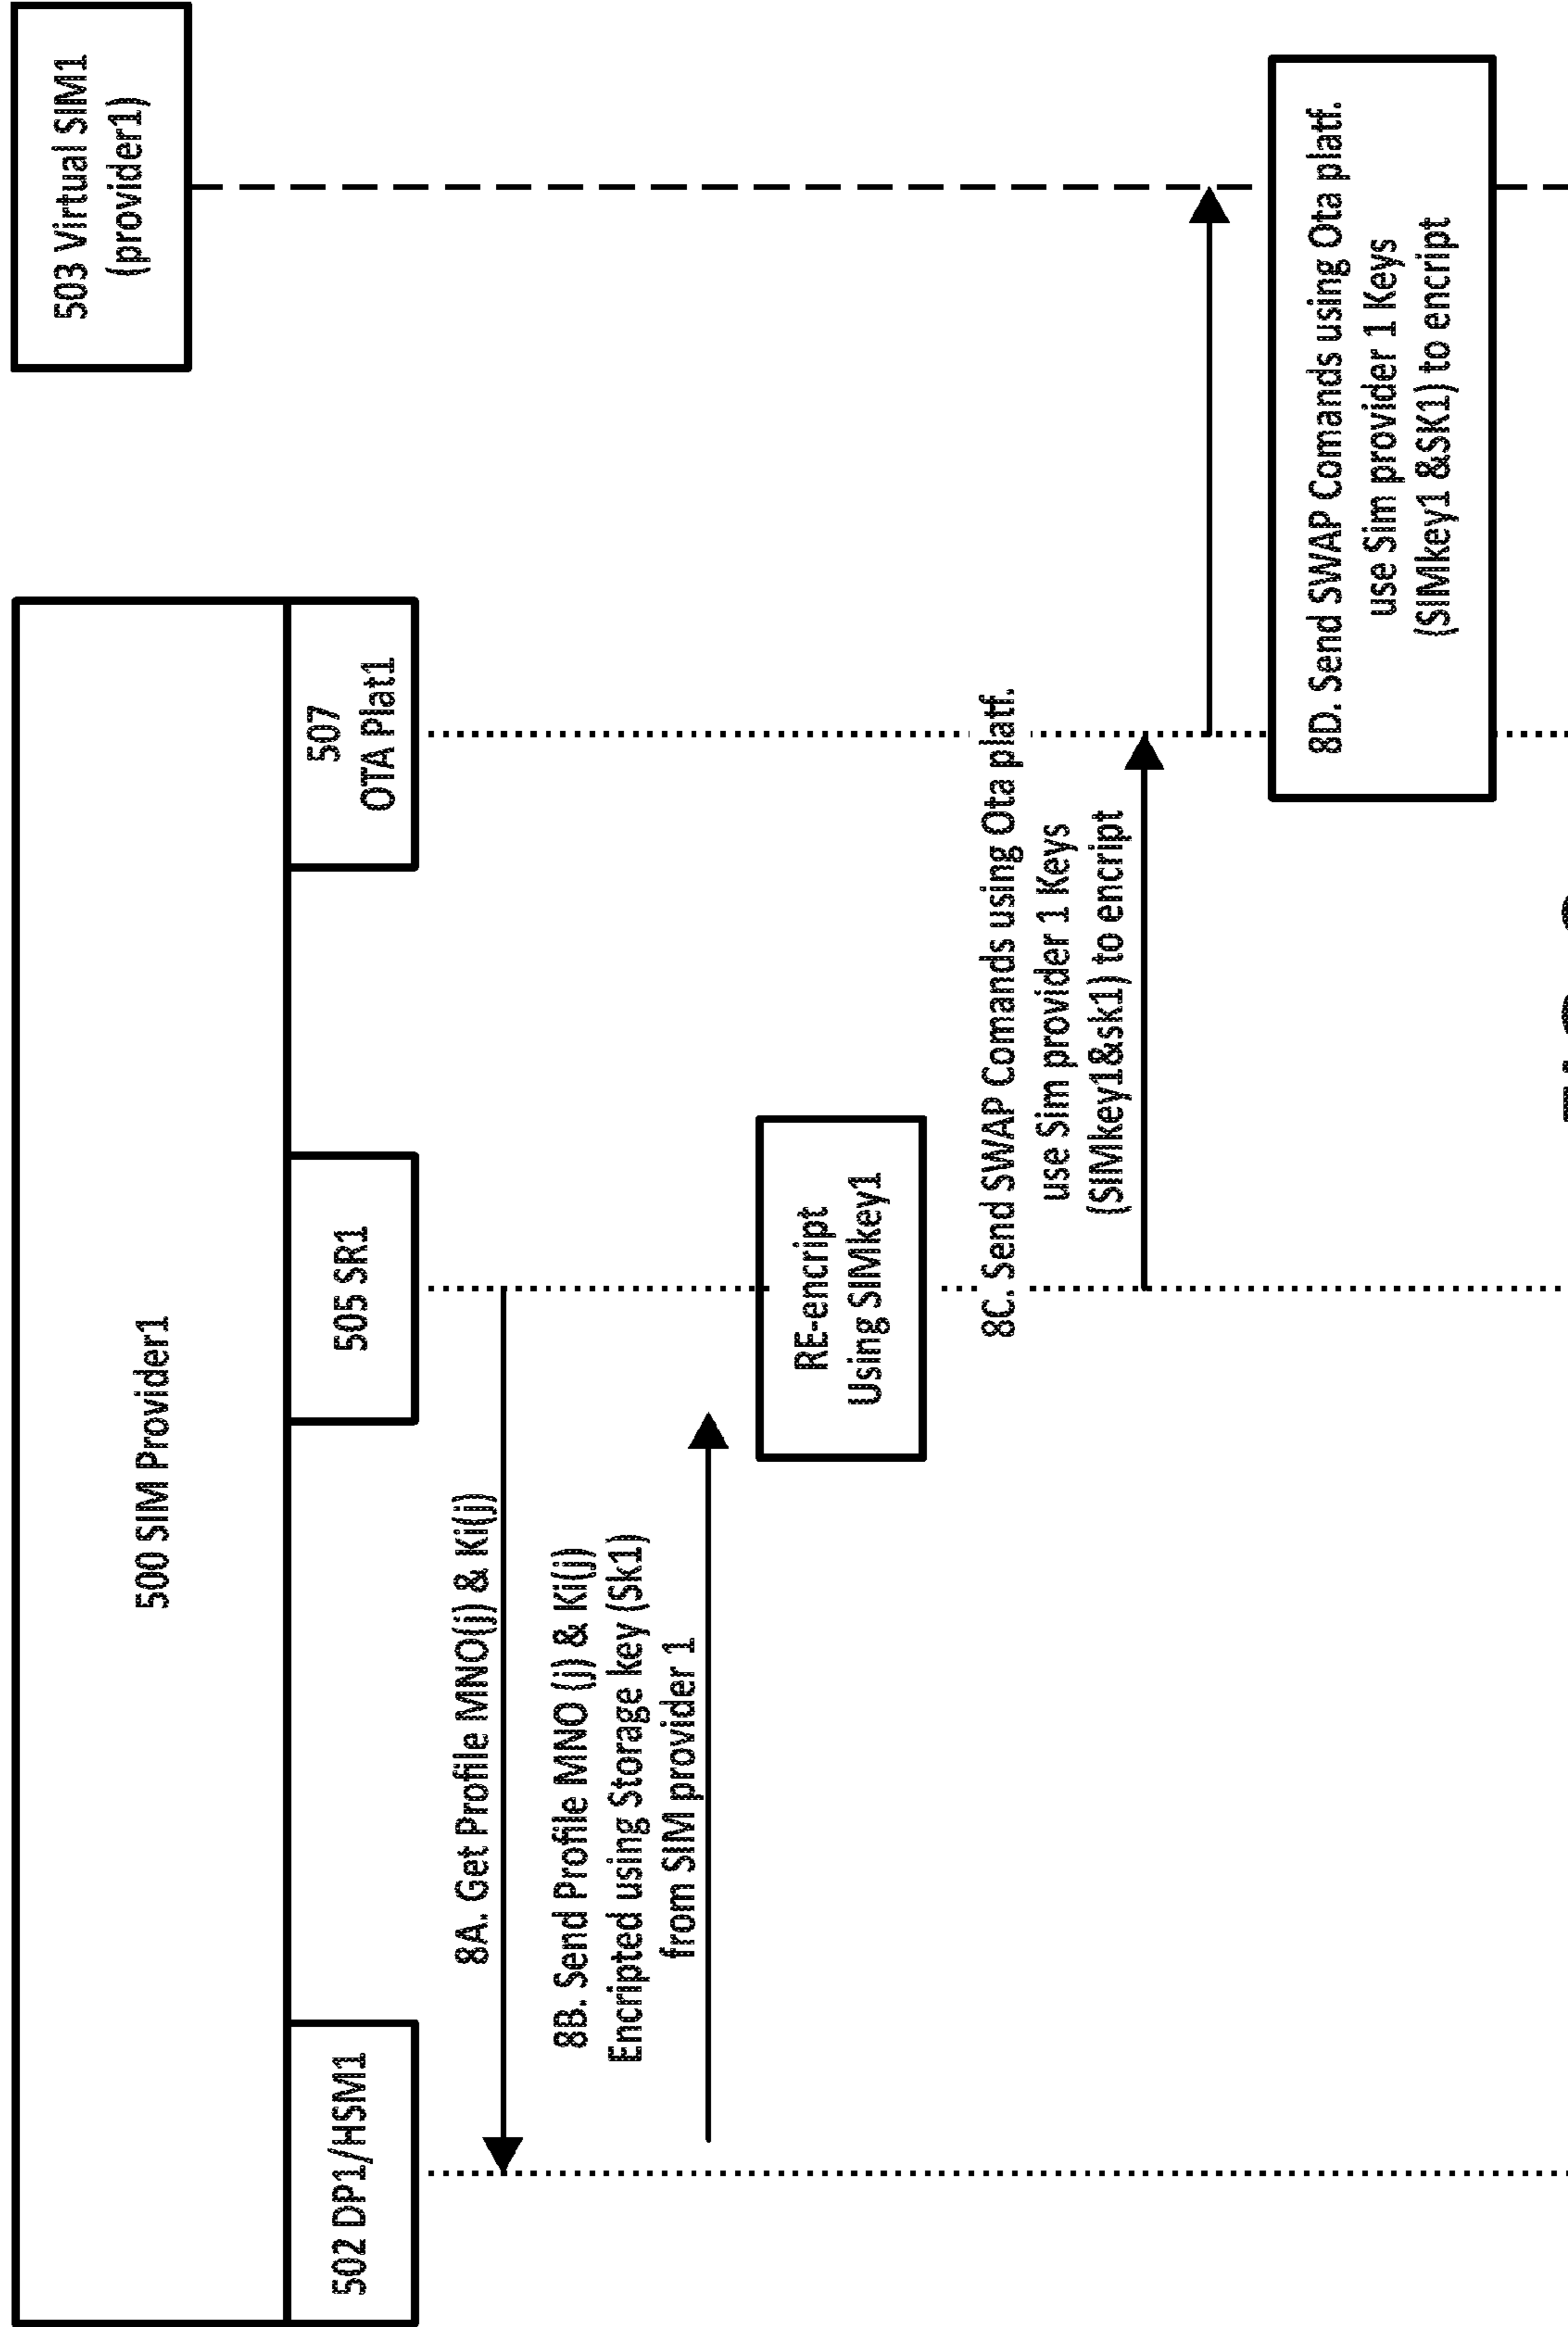 500 SIM Provider1
503 Virtual SIM1
(provider1)
502 DP1/HSM1
505 SR1
507
OTA Plat1
8A. Get Profile MNO(j) & Ki(j)
8B. Send Profile MNO (j) & Ki(j)
Encripted using Storage key (Sk1)
from SIM provider 1
RE-encript
Using SIMkey1
8C. Send SWAP Comands using Ota platf.
use Sim provider 1 Keys
(SIMkey1&sk1) to encript
8D. Send SWAP Comands using Ota platf.
use Sim provider 1 Keys
(SIMkey1 &SK1) to encript